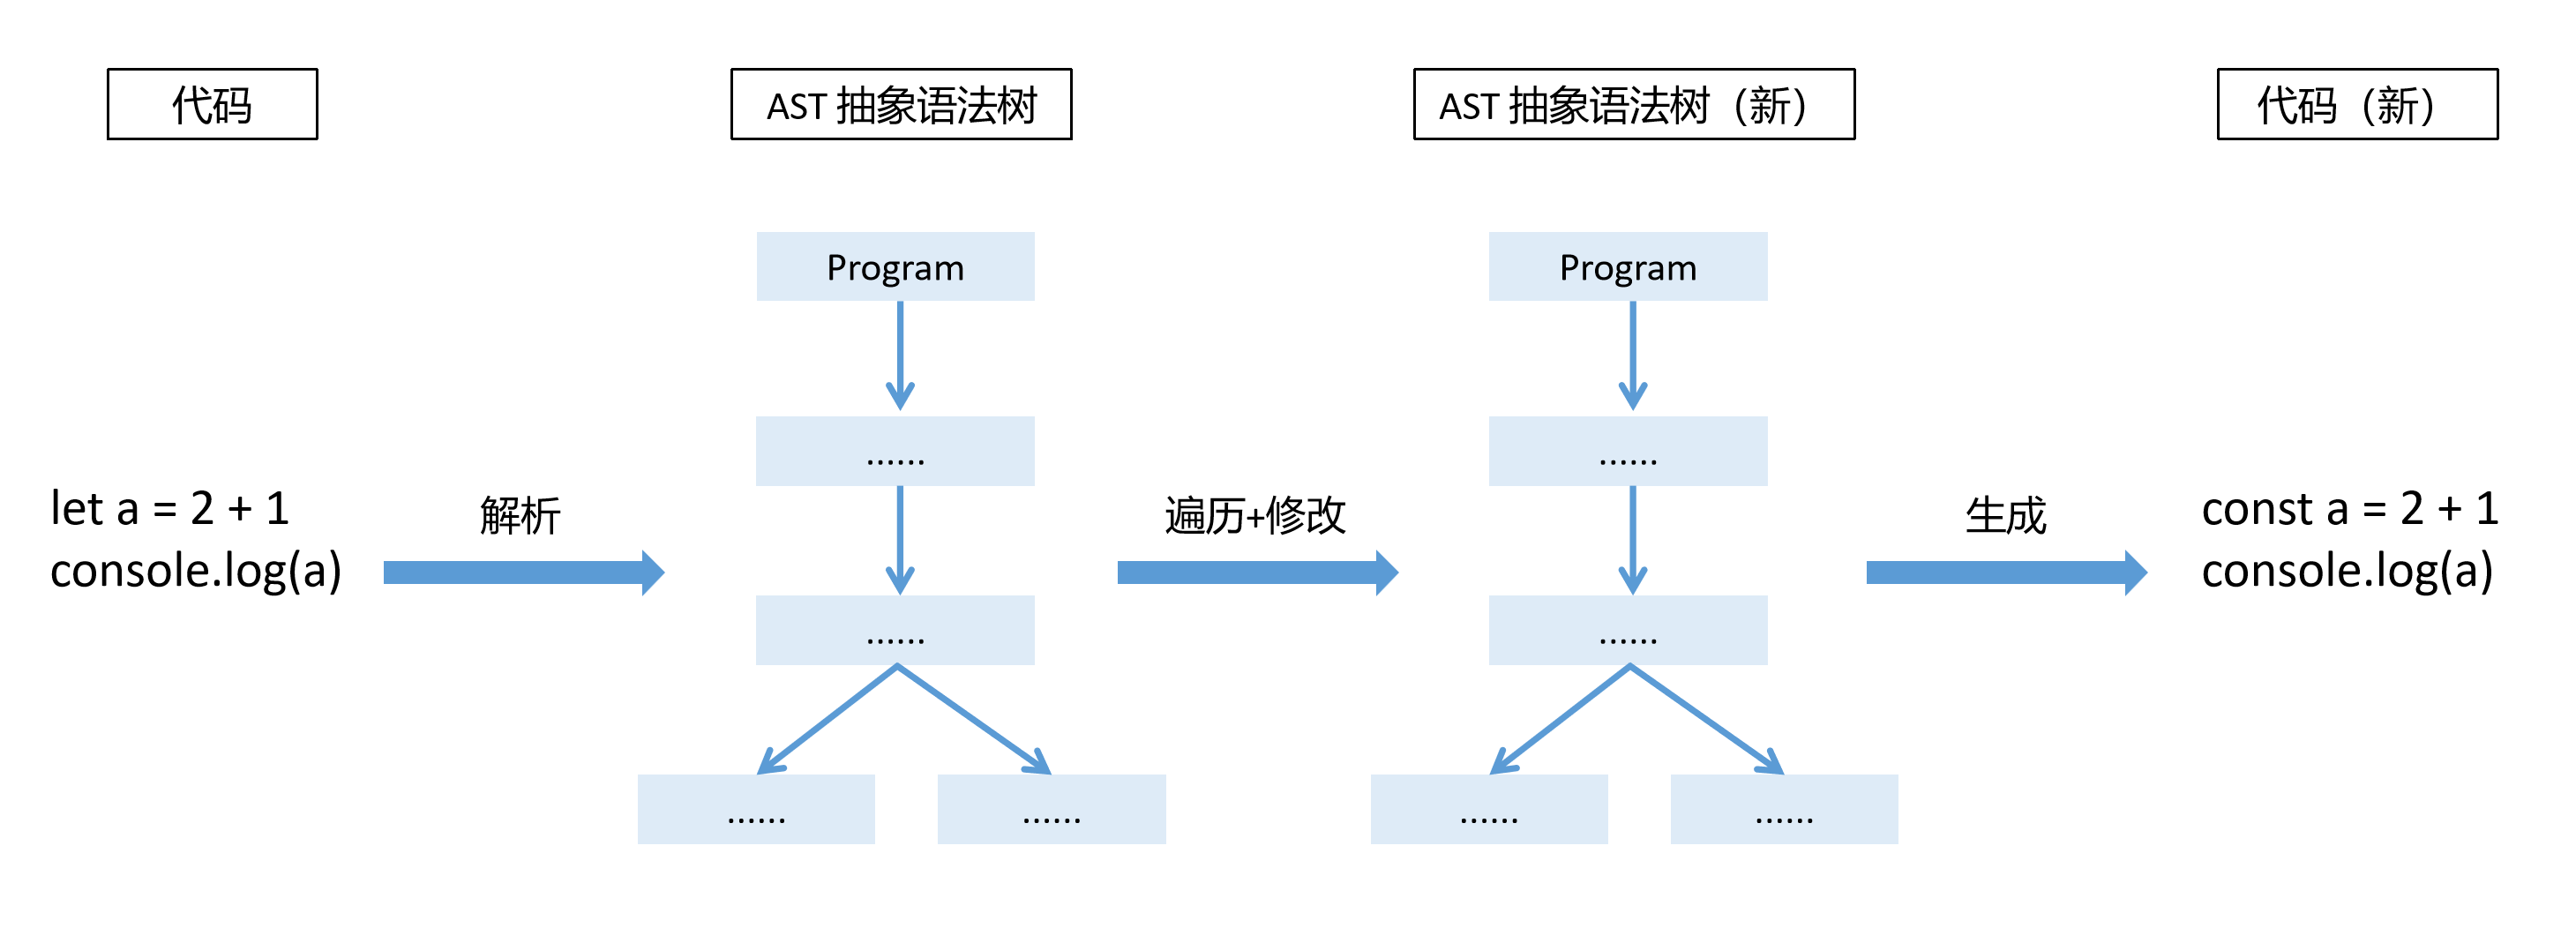 代码
AST 抽象语法树
AST 抽象语法树（新）
代码（新）
let a = 2 + 1
console.log(a)
解析
Program
......
......
......
......
遍历+修改
Program
......
......
......
......
生成
const a = 2 + 1
console.log(a)